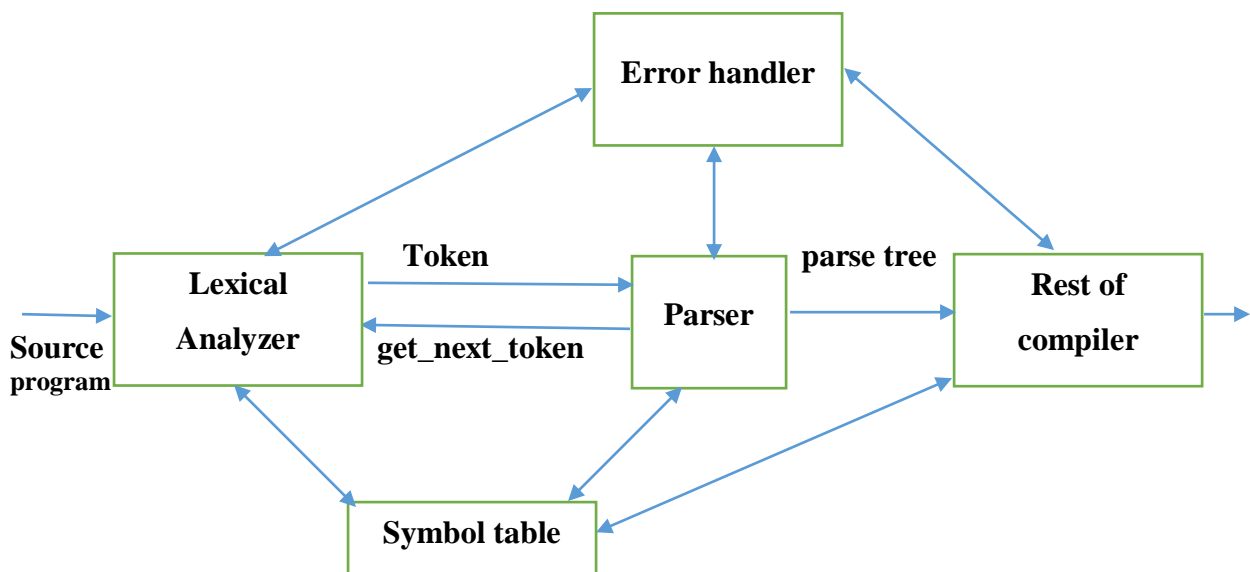 Error handler
Token
parse tree
Lexical
Analyzer
Parser
Rest of
compiler
Source
program
get_next_token
Symbol table